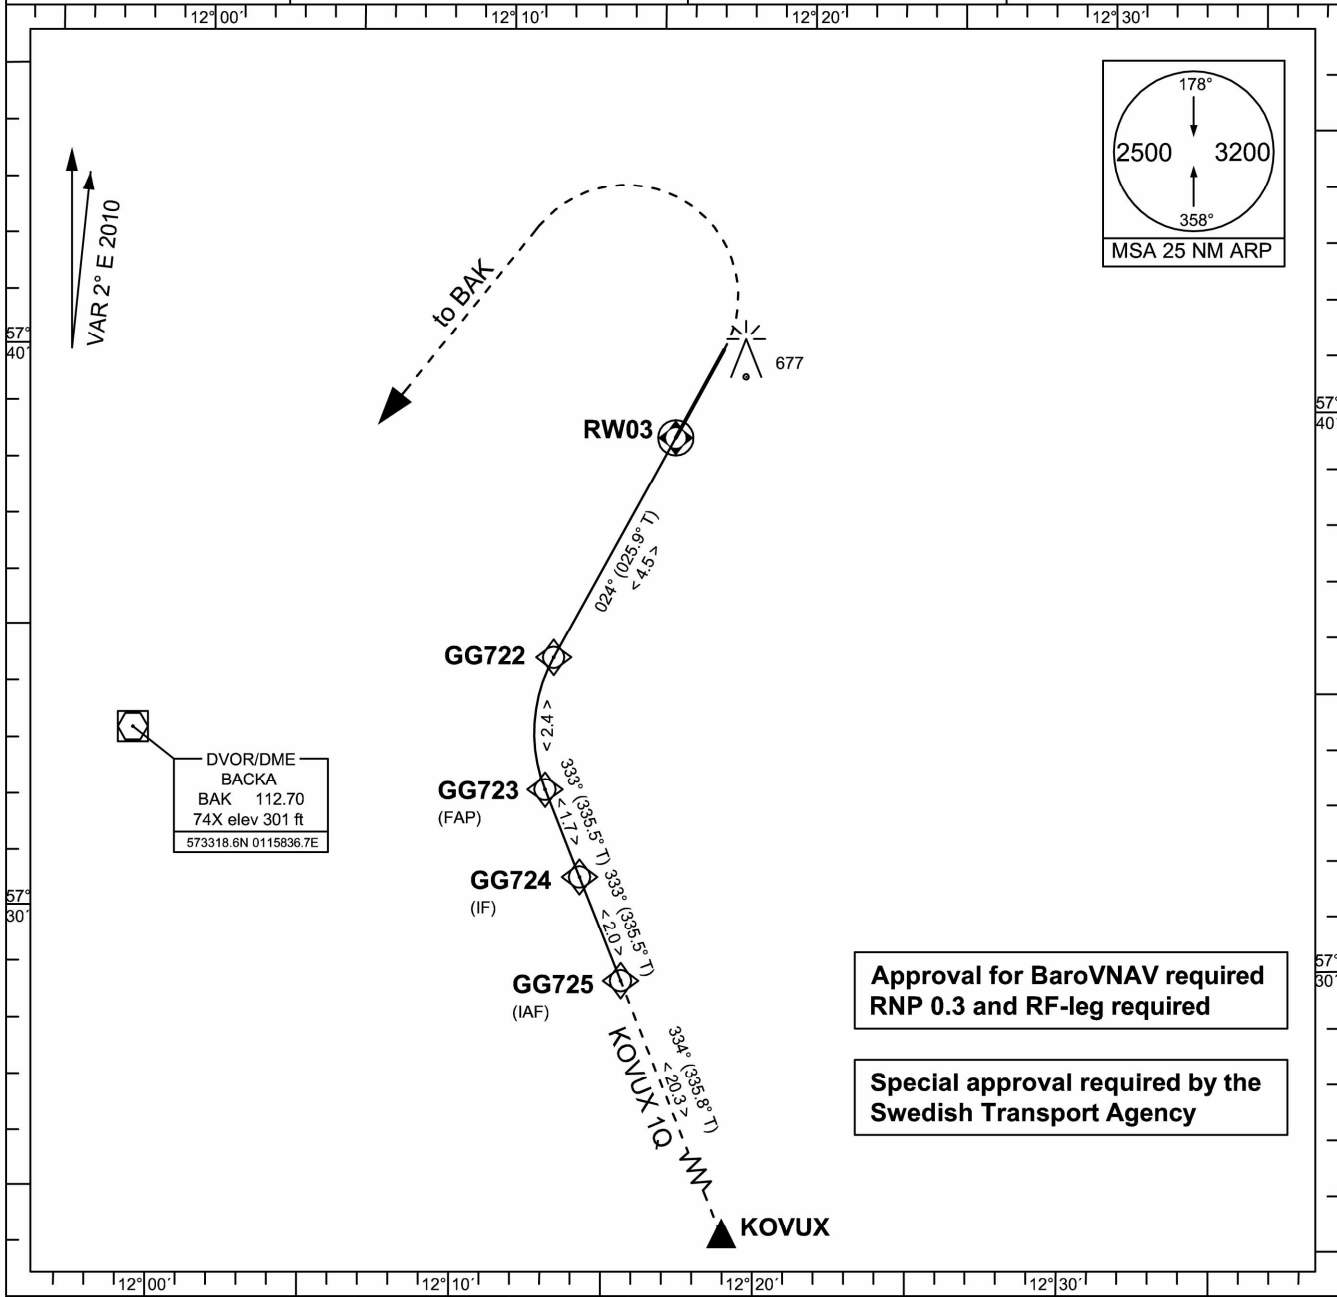 12°00´
12°10´
12°20´
12°30´
178°
2500
3200
358°
MSA 25 NM ARP
VAR 2° E 2010
to BAK
57°
40´
677
57°
40´
RW03
024° (025.9° T)
< 4.5 >
GG722
< 2.4 >
DVOR/DME
BACKA
BAK 112.70
74X elev 301 ft
573318.6N 0115836.7E
GG723
(FAP)
333° (335.5° T)
< 1.7 >
GG724
(IF)
333° (335.5° T)
< 2.0 >
57°
30´
57°
30´
GG725
(IAF)
Approval for BaroVNAV required
RNP 0.3 and RF-leg required
334° (335.8° T)
< 20.3 >
KOVUX 1Q
Special approval required by the
Swedish Transport Agency
KOVUX
12°00´
12°10´
12°20´
12°30´